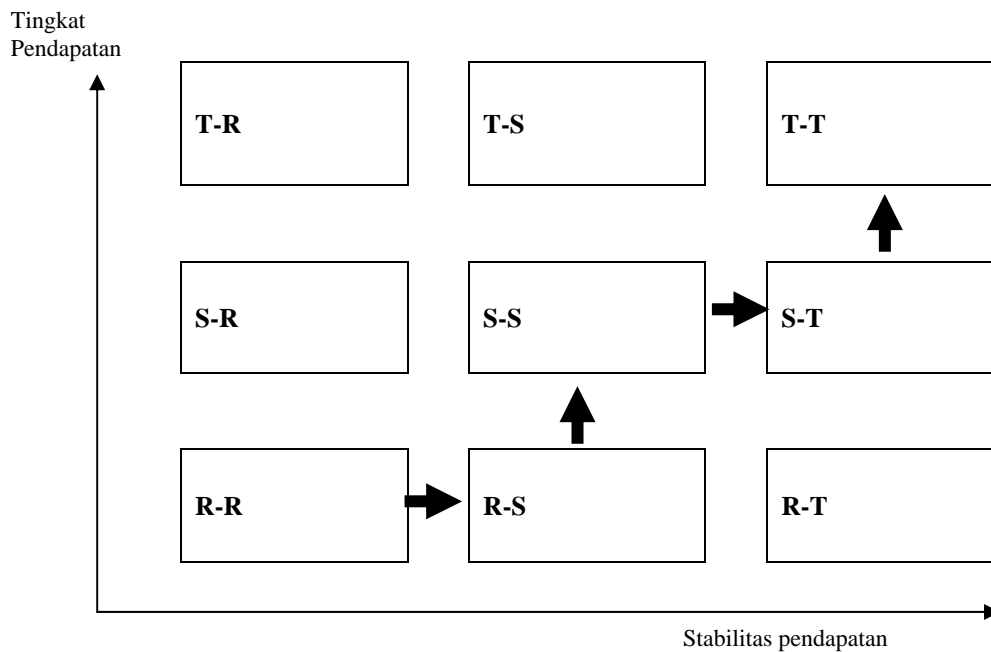 Tingkat
Pendapatan
T-R
T-S
T-T
S-R
S-S
S-T
R-R
R-S
R-T
Stabilitas pendapatan